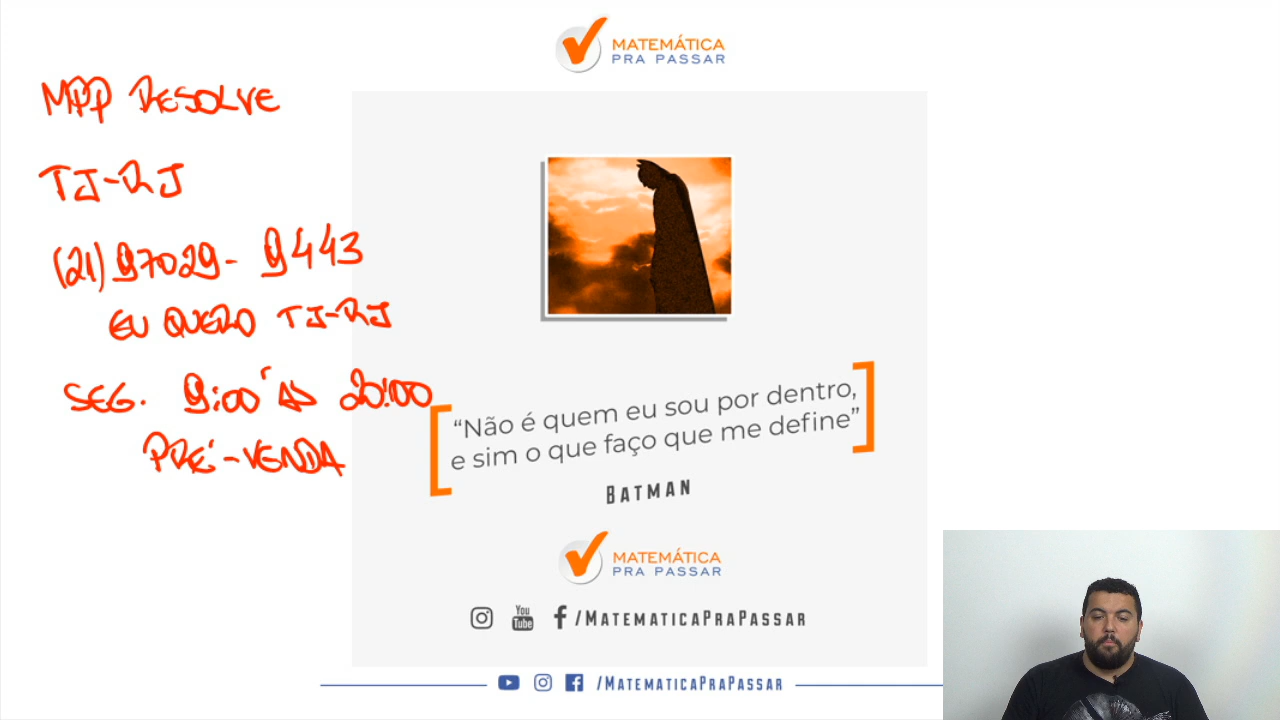 MATEMÁTICA
PRA PASSAR
MPP RESOLVE
TJ-RJ
(21) 97029-9443
EU QUERO TJ-RJ
SEG. 9:00 ÀS 20:00
PRÉ-VENDA
“Não é quem eu sou por dentro,
e sim o que faço que me define”
BATMAN
MATEMÁTICA
PRA PASSAR
You
Tube
/MATEMATICAPRAPASSAR
/MATEMATICAPRAPASSAR